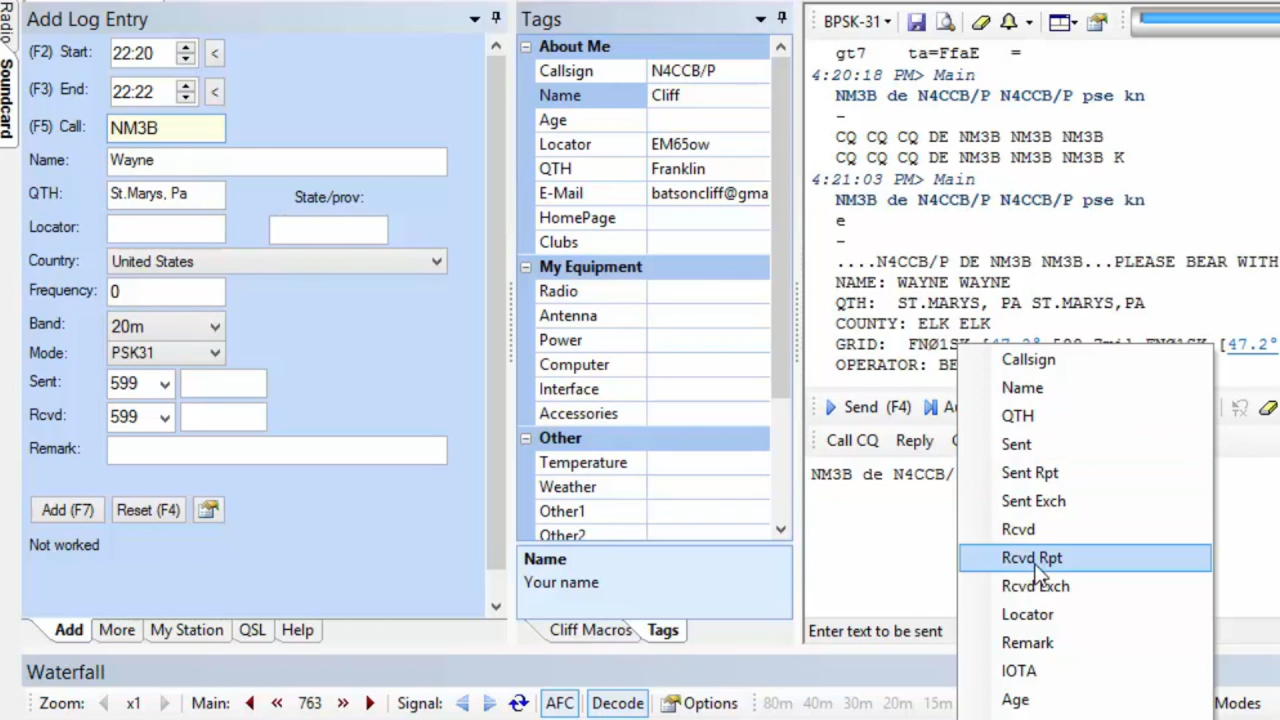 Radio
Soundcard
Add Log Entry
(F2) Start: 22:20 <
(F3) End: 22:22 <
(F5) Call: NM3B
Name: Wayne
QTH: St.Marys, Pa State/prov:
Locator:
Country: United States
Frequency: 0
Band: 20m
Mode: PSK31
Sent: 599
Rcvd: 599
Remark:
Add (F7) Reset (F4)
Not worked
Add More My Station QSL Help
Tags
About Me
Callsign N4CCB/P
Name Cliff
Age
Locator EM65ow
QTH Franklin
E-Mail batsoncliff@gma
HomePage
Clubs
My Equipment
Radio
Antenna
Power
Computer
Interface
Accessories
Other
Temperature
Weather
Other1
Other2
Name
Your name
Cliff Macros Tags
BPSK-31
gt7 ta=FfaE =
4:20:18 PM> Main
NM3B de N4CCB/P N4CCB/P pse kn
-
CQ CQ CQ DE NM3B NM3B NM3B
CQ CQ CQ DE NM3B NM3B NM3B K
4:21:03 PM> Main
NM3B de N4CCB/P N4CCB/P pse kn
e
-
....N4CCB/P DE NM3B NM3B...PLEASE BEAR WITH
NAME: WAYNE WAYNE
QTH: ST.MARYS, PA ST.MARYS,PA
COUNTY: ELK ELK
GRID: [47.2°
OPERATOR: BE
Send (F4)
Call CQ Reply
NM3B de N4CCB/
Enter text to be sent
Callsign
Name
QTH
Sent
Sent Rpt
Sent Exch
Rcvd
Rcvd Rpt
Rcvd Exch
Locator
Remark
IOTA
Age
Waterfall
Zoom: x1 Main: 763 Signal: AFC Decode Options 80m 40m 30m 20m 15m Modes